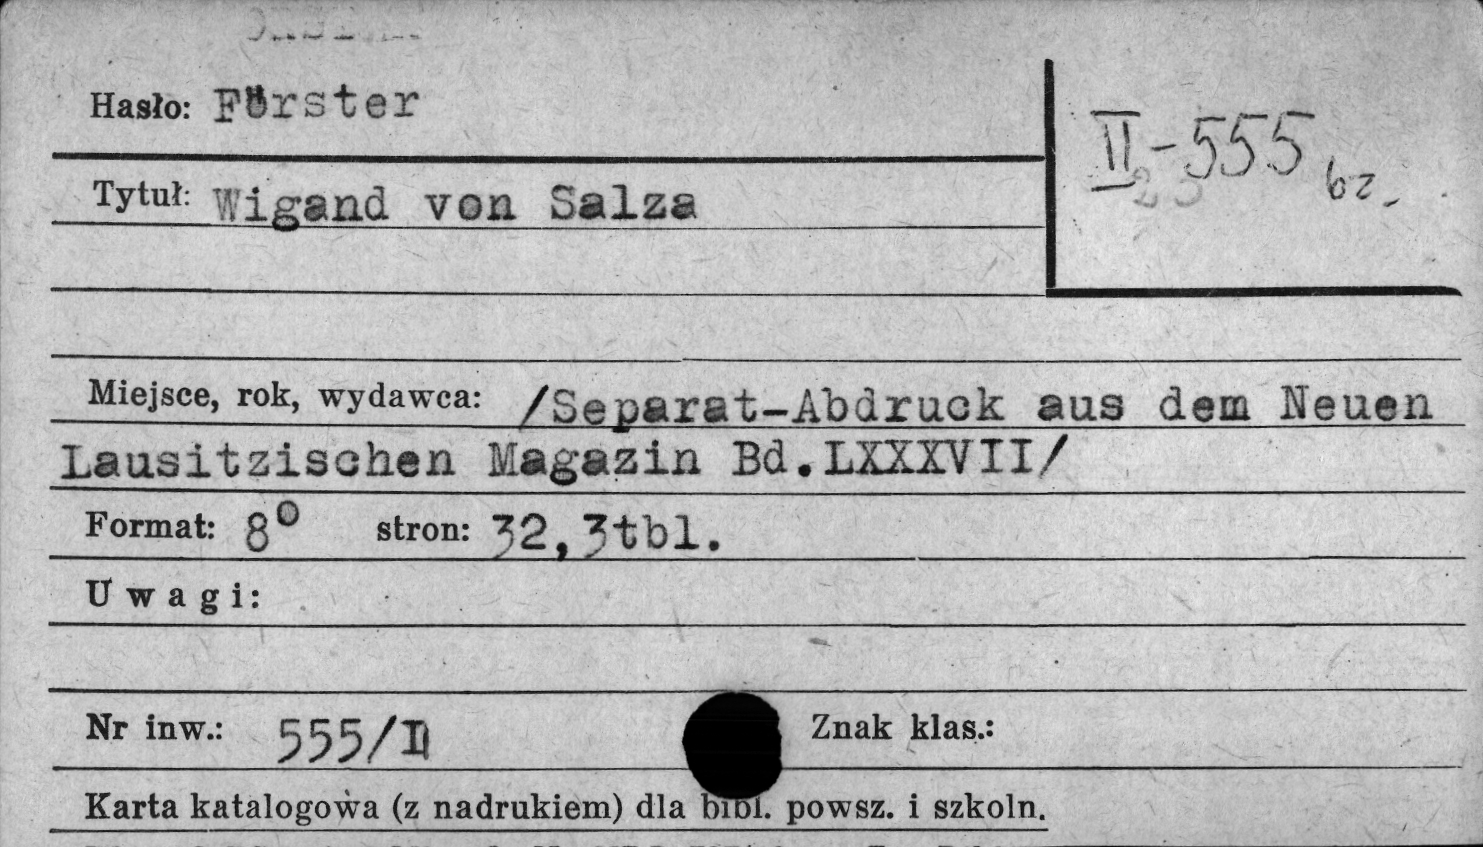 Hasło: Förster
II-555 bz.
Tytuł: Wigand von Salza
Miejsce, rok, wydawca: /Separat-Abdruck aus dem Neuen
Lausitzischen Magazin Bd.LXXXVII/
Format: 8° stron: 32,3tbl.
Uwagi:
Nr inw.: 555/II Znak klas.:
Karta katalogowa (z nadrukiem) dla bibl. powsz. i szkoln.